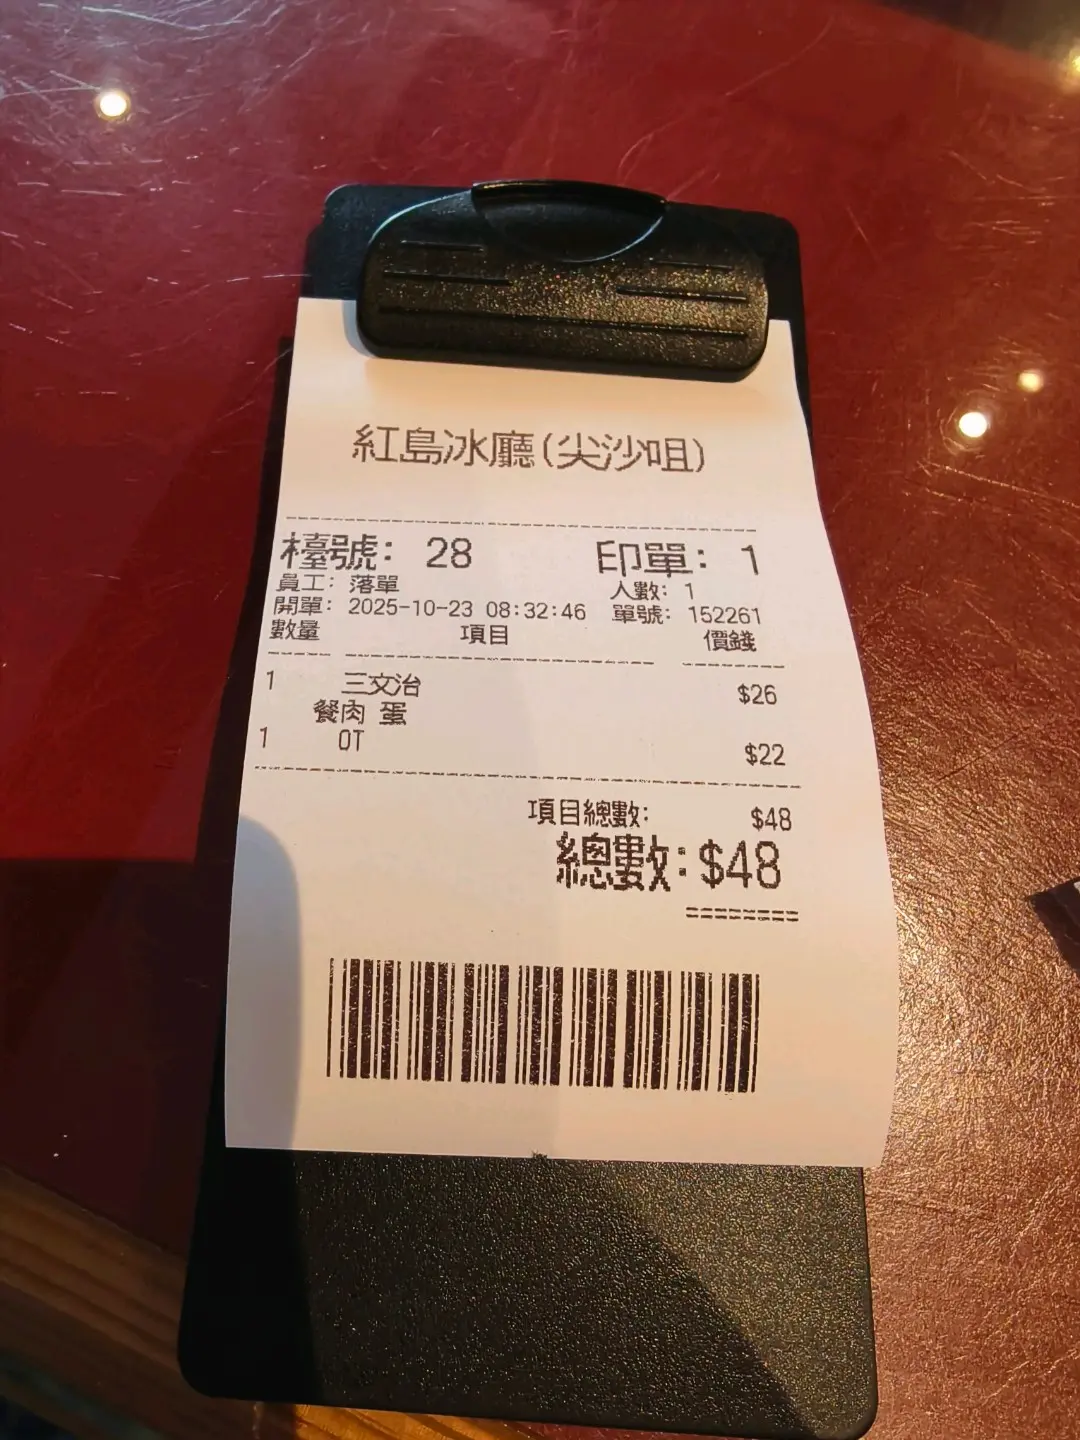 紅島冰廳(尖沙咀)
檯號: 28 印單: 1
員工: 落單 人數: 1
開單: 2025-10-23 08:32:46 單號: 152261
數量 項目 價錢
1 三文治 $26
餐肉 蛋
1 OT $22
項目總數: $48
總數:$48
========